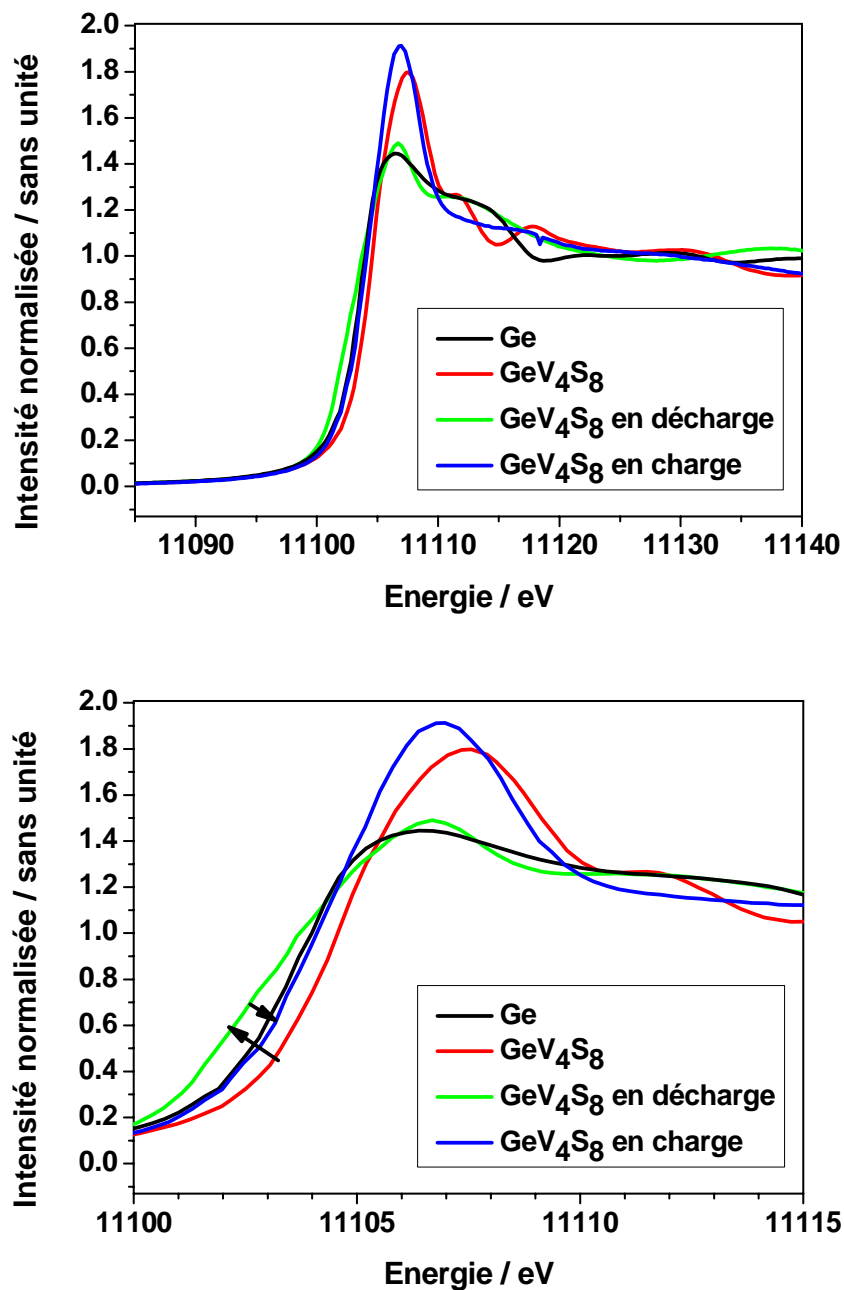 Intensité normalisée / sans unité
2.0
1.8
1.6
1.4
1.2
1.0
0.8
0.6
0.4
0.2
0.0
Ge
GeV4S8
GeV4S8 en décharge
GeV4S8 en charge
11090 11100 11110 11120 11130 11140
Energie / eV
Intensité normalisée / sans unité
2.0
1.8
1.6
1.4
1.2
1.0
0.8
0.6
0.4
0.2
0.0
Ge
GeV4S8
GeV4S8 en décharge
GeV4S8 en charge
11100 11105 11110 11115
Energie / eV